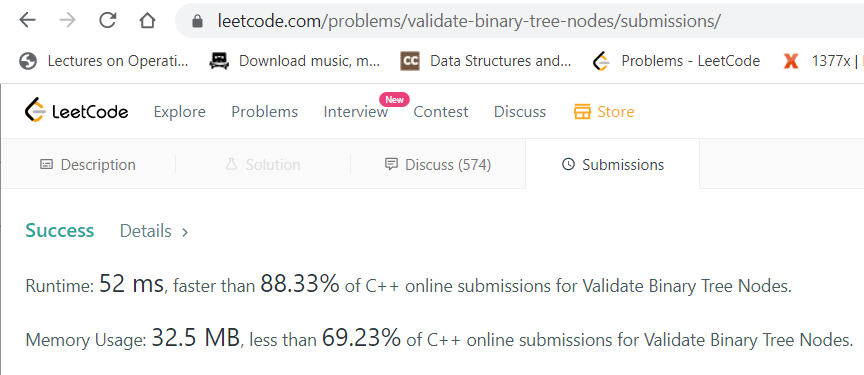 leetcode.com/problems/validate-binary-tree-nodes/submissions/
Lectures on Operati... Download music, m... CC Data Structures and... Problems - LeetCode X 1377x |
LeetCode Explore Problems Interview New Contest Discuss Store
Description Solution Discuss (574) Submissions
Success Details >
Runtime: 52 ms, faster than 88.33% of C++ online submissions for Validate Binary Tree Nodes.
Memory Usage: 32.5 MB, less than 69.23% of C++ online submissions for Validate Binary Tree Nodes.